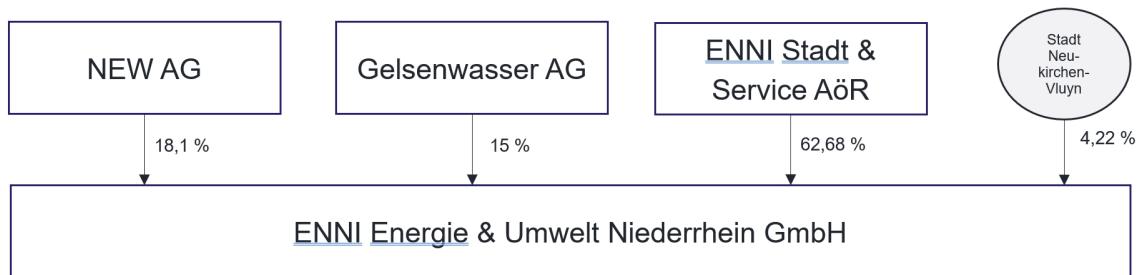 NEW AG
Gelsenwasser AG
ENNI Stadt &
Service AöR
Stadt
Neu-
kirchen-
Vluyn
18,1 %
15 %
62,68 %
4,22 %
ENNI Energie & Umwelt Niederrhein GmbH